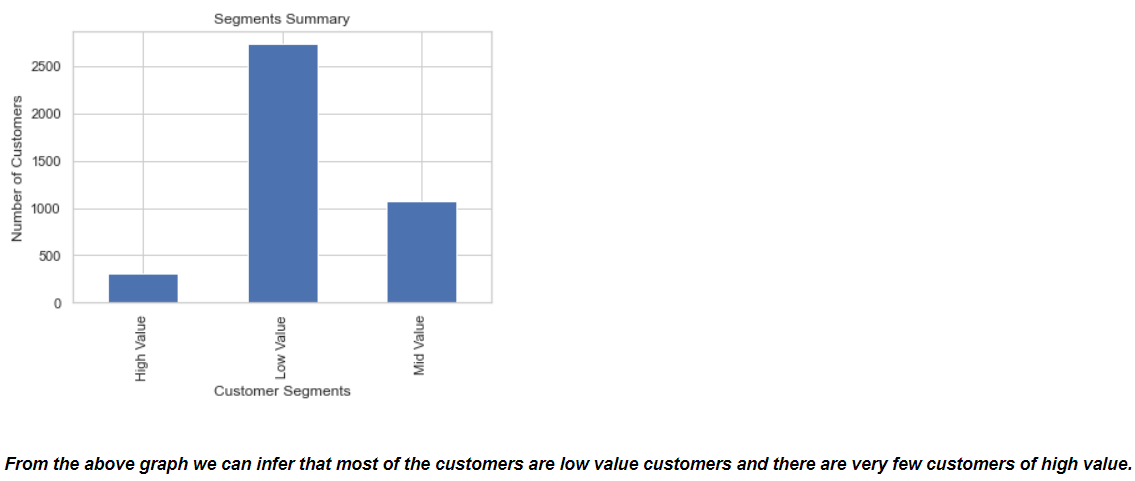 Segments Summary
Number of Customers
2500
2000
1500
1000
500
0
High Value
Low Value
Mid Value
Customer Segments
From the above graph we can infer that most of the customers are low value customers and there are very few customers of high value.